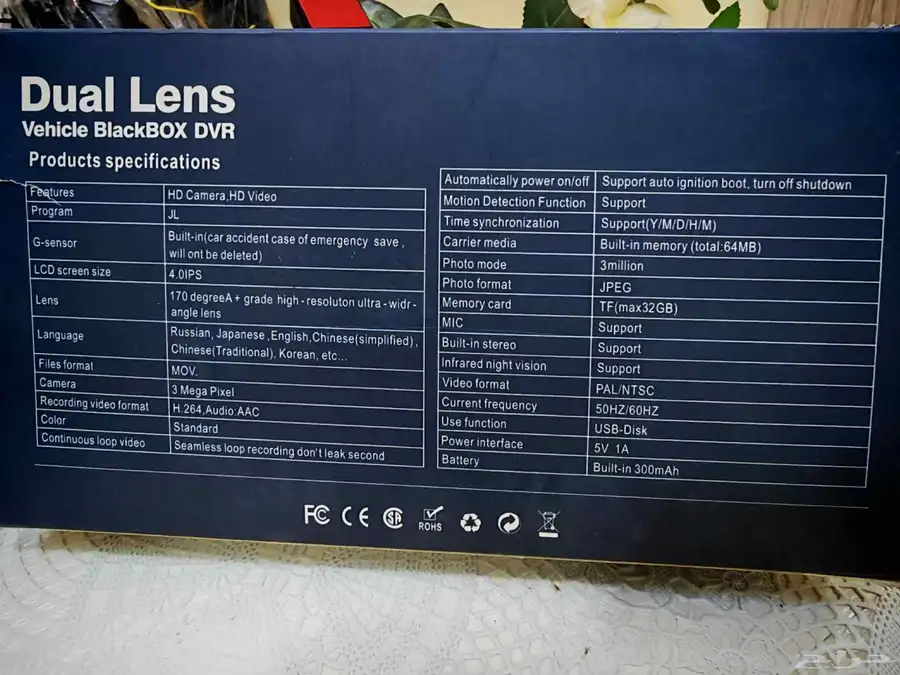 Dual Lens
Vehicle BlackBOX DVR
Products specifications
Features HD Camera,HD Video
Program JL
G-sensor Built-in(car accident case of emergency save ,
will ont be deleted)
LCD screen size 4.0IPS
Lens 170 degreeA+ grade high-resoluton ultra-widr-
angle lens
Language Russian, Japanese ,English,Chinese(simplified),
Chinese(Traditional), Korean, etc...
Files format MOV.
Camera 3 Mega Pixel
Recording video format H.264,Audio:AAC
Color Standard
Continuous loop video Seamless loop recording don't leak second
Automatically power on/off Support auto ignition boot, turn off shutdown
Motion Detection Function Support
Time synchronization Support(Y/M/D/H/M)
Carrier media Built-in memory (total:64MB)
Photo mode 3million
Photo format JPEG
Memory card TF(max32GB)
MIC Support
Built-in stereo Support
Infrared night vision Support
Video format PAL/NTSC
Current frequency 50HZ/60HZ
Use function USB-Disk
Power interface 5V 1A
Battery Built-in 300mAh
FC CE SR ROHS